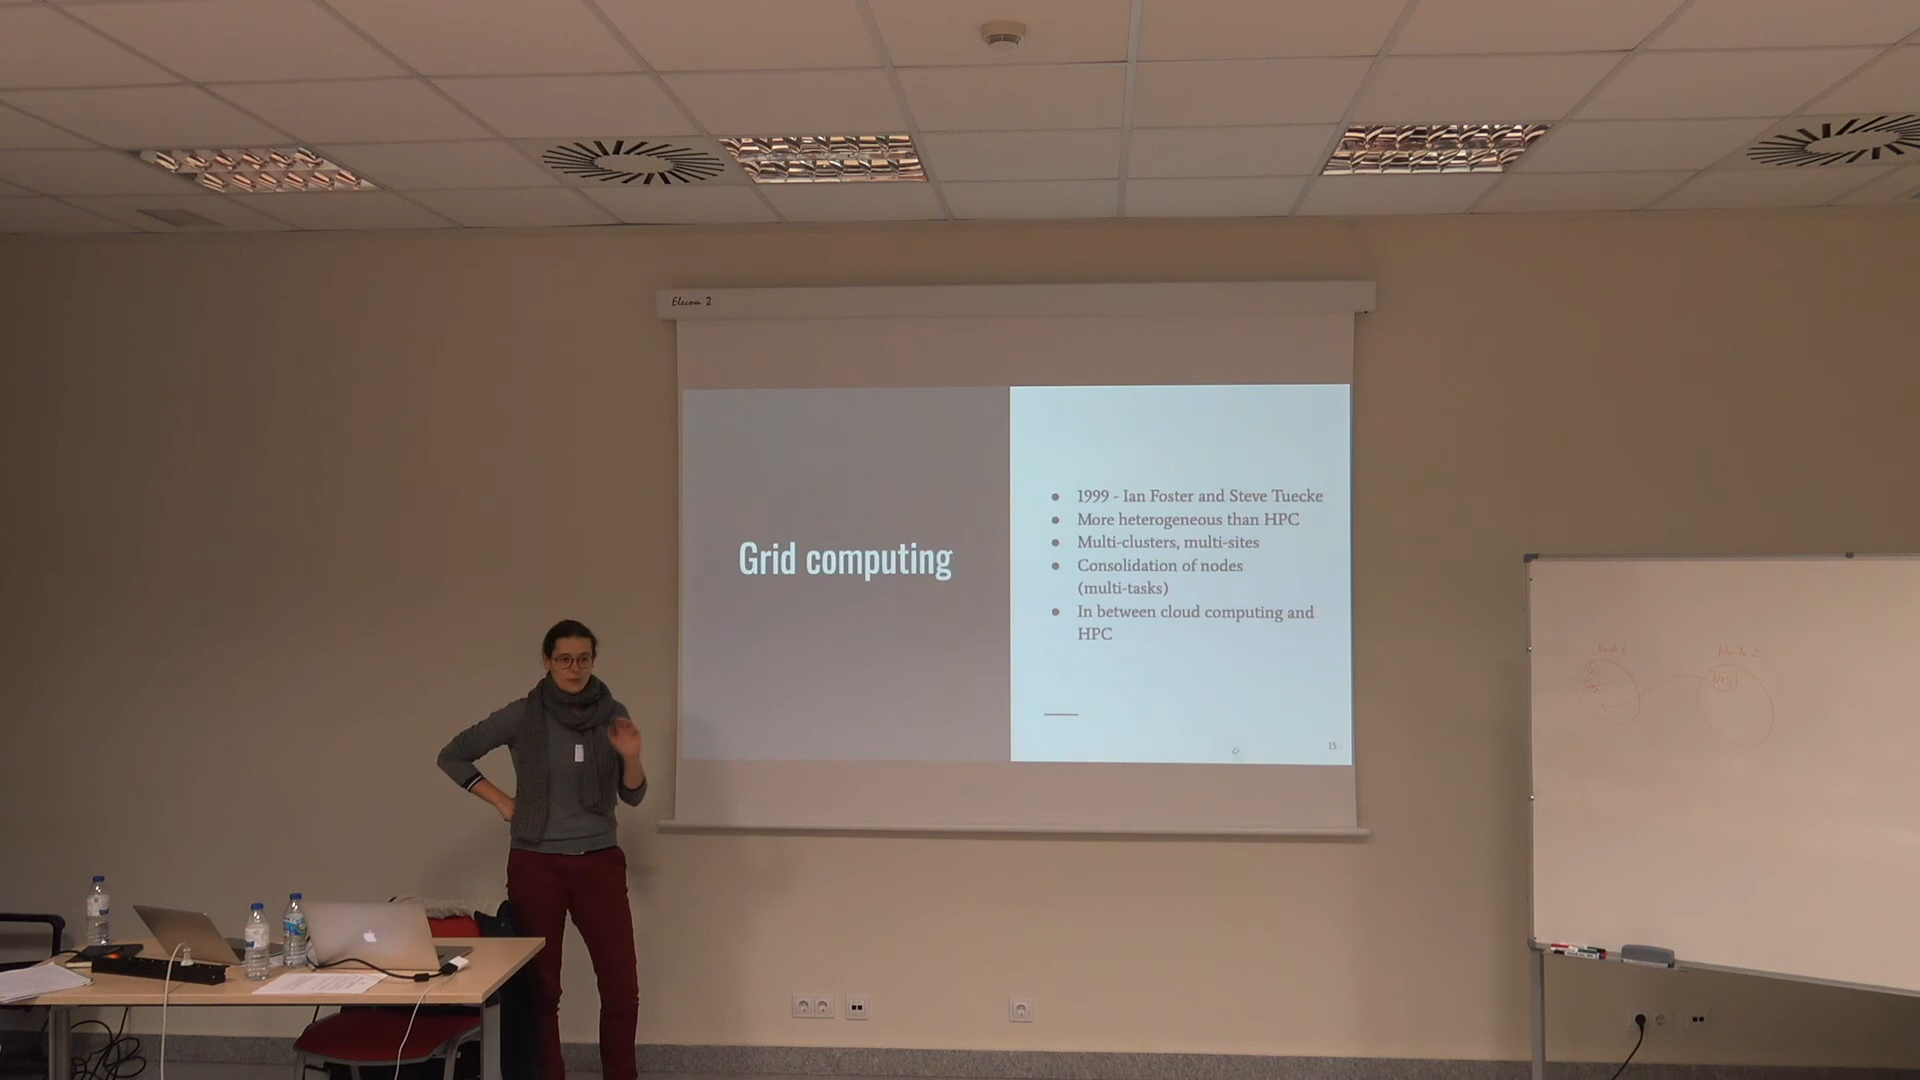 Elecom 2
Grid computing
● 1999 - Ian Foster and Steve Tuecke
● More heterogeneous than HPC
● Multi-clusters, multi-sites
● Consolidation of nodes
(multi-tasks)
● In between cloud computing and
HPC
15